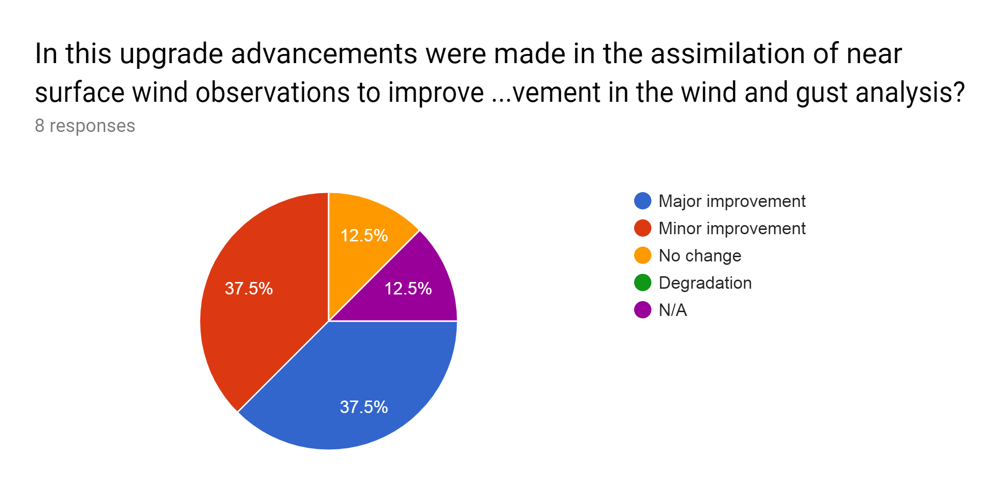 In this upgrade advancements were made in the assimilation of near
surface wind observations to improve ...vement in the wind and gust analysis?
8 responses
12.5%
12.5%
37.5%
37.5%
Major improvement
Minor improvement
No change
Degradation
N/A